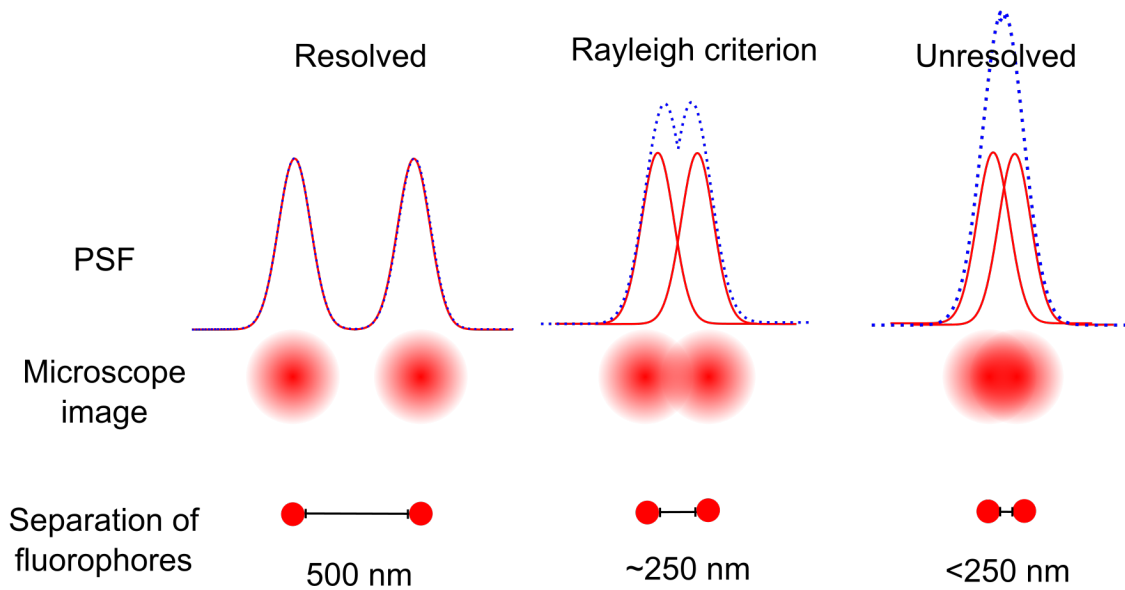 Resolved
Rayleigh criterion
Unresolved
PSF
Microscope
image
Separation of
fluorophores
500 nm
~250 nm
<250 nm